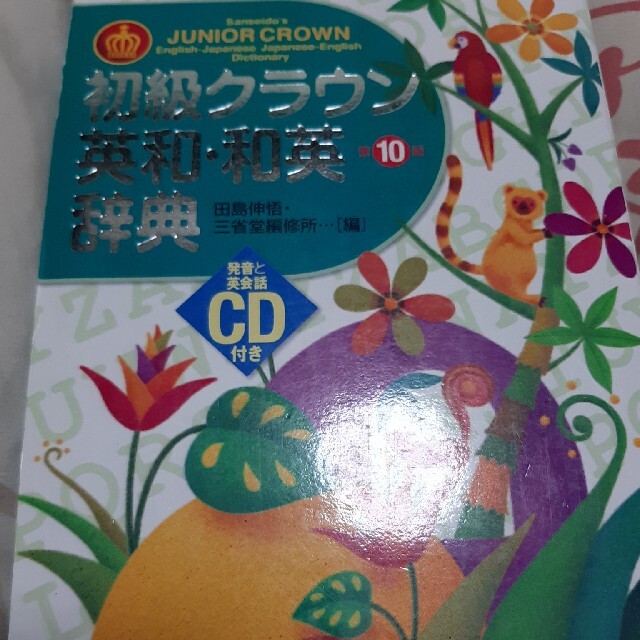 Sanseido's
JUNIOR CROWN
English-Japanese Japanese-English
Dictionary
初級クラウン
英和・和英
第10版
辞典
田島伸悟・
三省堂編修所…[編]
発音と
英会話
CD
付き